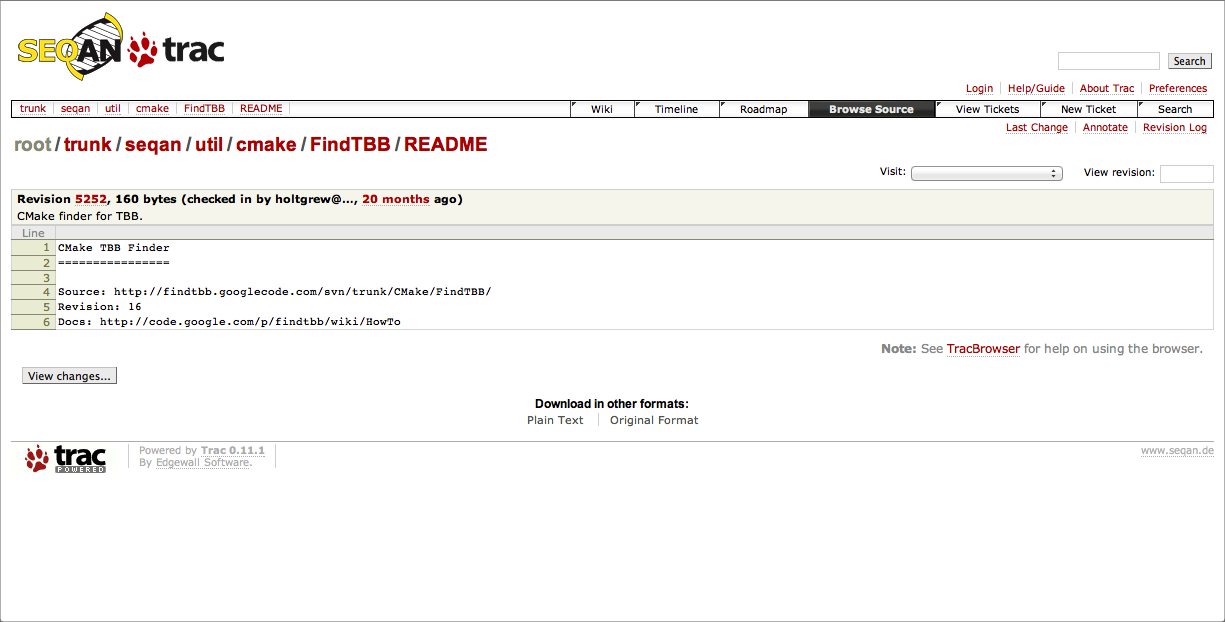 SEQAN trac
Search
Login Help/Guide About Trac Preferences
trunk seqan util cmake FindTBB README Wiki Timeline Roadmap Browse Source View Tickets New Ticket Search
Last Change Annotate Revision Log
root/trunk/seqan/util/cmake/FindTBB/README
Visit: View revision:
Revision 5252, 160 bytes (checked in by holtgrew@..., 20 months ago)
CMake finder for TBB.
Line
1 CMake TBB Finder
2 ================
3
4 Source: http://findtbb.googlecode.com/svn/trunk/CMake/FindTBB/
5 Revision: 16
6 Docs: http://code.google.com/p/findtbb/wiki/HowTo
Note: See TracBrowser for help on using the browser.
View changes...
Download in other formats:
Plain Text Original Format
trac POWERED
Powered by Trac 0.11.1
By Edgewall Software.
www.seqan.de